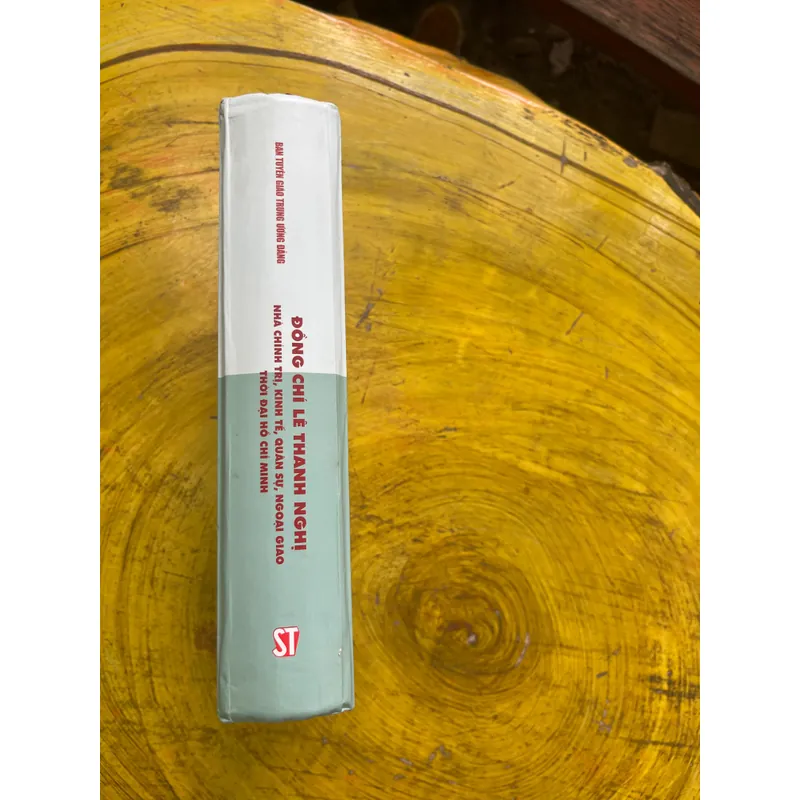 BAN TUYÊN GIÁO TRUNG ƯƠNG ĐẢNG
ĐỒNG CHÍ LÊ THANH NGHỊ
NHÀ CHÍNH TRỊ, KINH TẾ, QUÂN SỰ, NGOẠI GIAO
THỜI ĐẠI HỒ CHÍ MINH
ST